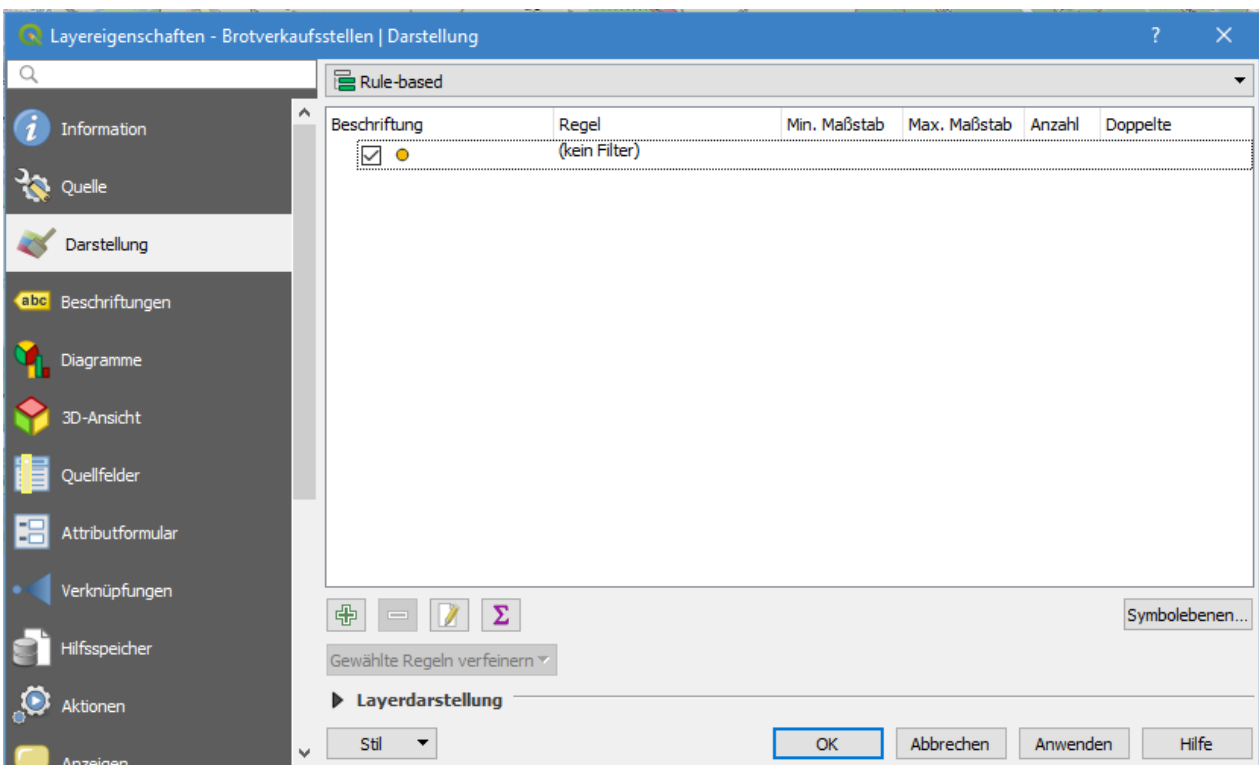 Layereigenschaften - Brotverkaufsstellen | Darstellung
Rule-based
Information
Quelle
Darstellung
abc Beschriftungen
Diagramme
3D-Ansicht
Quellfelder
Attributformular
Verknüpfungen
Hilfsspeicher
Aktionen
Anzeigen
Beschriftung Regel Min. Maßstab Max. Maßstab Anzahl Doppelte
(kein Filter)
Symbolebenen...
Gewählte Regeln verfeinern
Layerdarstellung
Stil OK Abbrechen Anwenden Hilfe